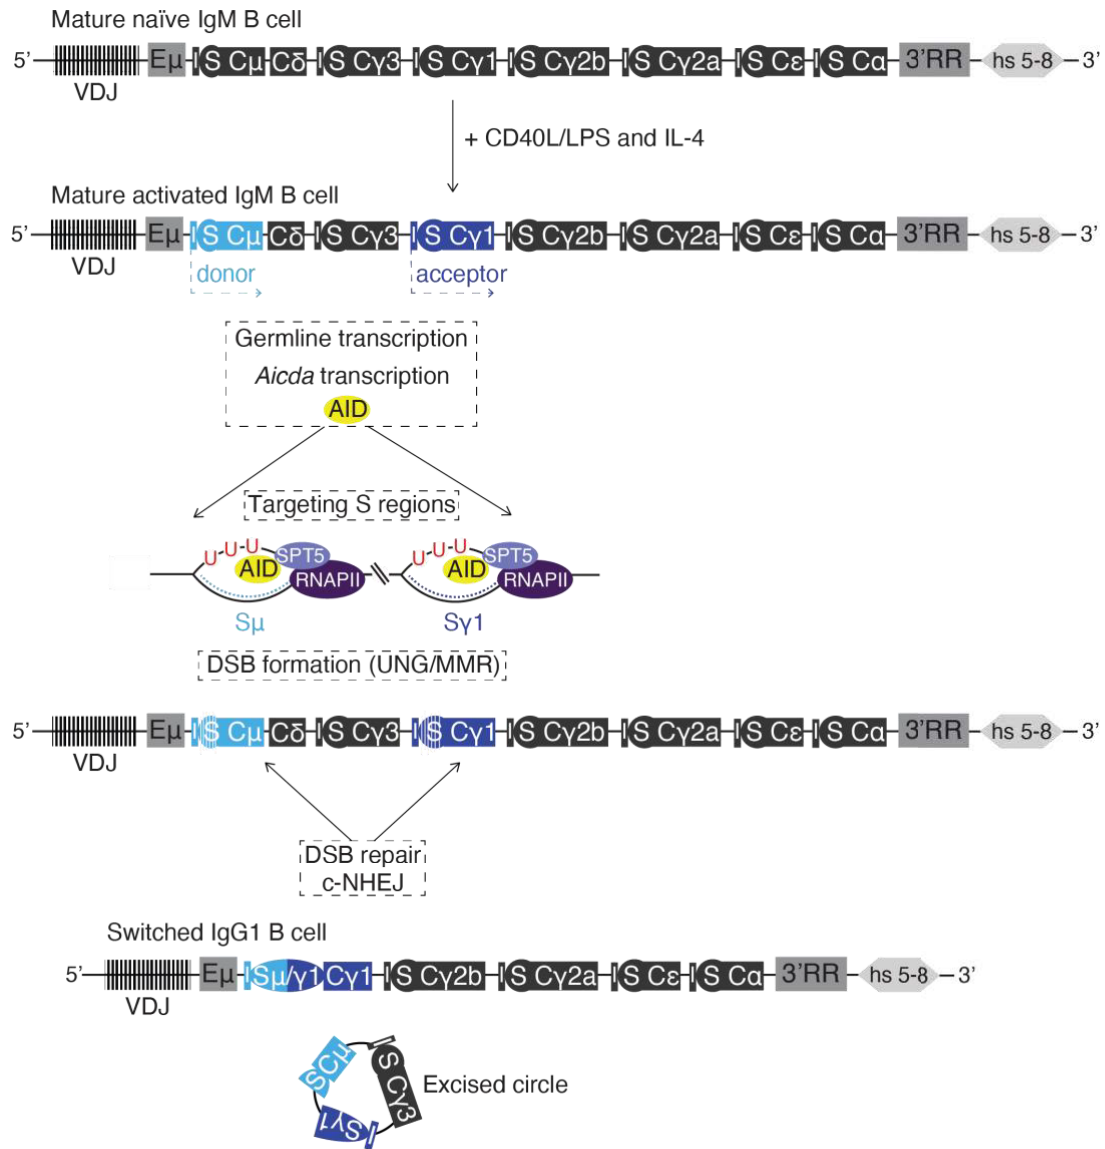 Mature naïve IgM B cell
5’ Eμ I S Cμ Cδ I S Cγ3 I S Cγ1 I S Cγ2b I S Cγ2a I S Cε I S Cα 3’RR hs 5-8 3’
VDJ
+ CD40L/LPS and IL-4
Mature activated IgM B cell
5’ Eμ I S Cμ Cδ I S Cγ3 I S Cγ1 I S Cγ2b I S Cγ2a I S Cε I S Cα 3’RR hs 5-8 3’
VDJ donor acceptor
Germline transcription
Aicda transcription
AID
Targeting S regions
U U U AID SPT5 RNAPII U U U AID SPT5 RNAPII
Sμ Sγ1
DSB formation (UNG/MMR)
5’ Eμ I S Cμ Cδ I S Cγ3 I S Cγ1 I S Cγ2b I S Cγ2a I S Cε I S Cα 3’RR hs 5-8 3’
VDJ
DSB repair
c-NHEJ
Switched IgG1 B cell
5’ Eμ I Sμ/γ1 Cγ1 I S Cγ2b I S Cγ2a I S Cε I S Cα 3’RR hs 5-8 3’
VDJ
SCμ I S Cγ3 Sγ1 I Excised circle